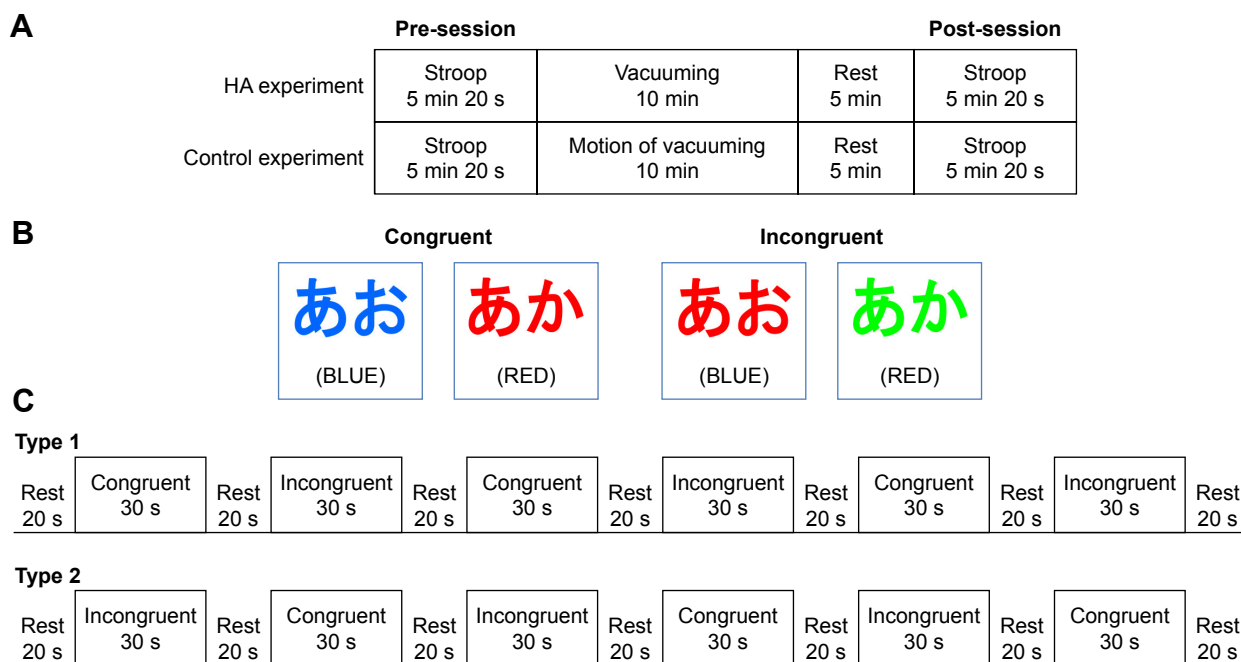 A
Pre-session
Post-session
HA experiment
Stroop
5 min 20 s
Vacuuming
10 min
Rest
5 min
Stroop
5 min 20 s
Control experiment
Stroop
5 min 20 s
Motion of vacuuming
10 min
Rest
5 min
Stroop
5 min 20 s
B
Congruent
Incongruent
あお
(BLUE)
あか
(RED)
あお
(BLUE)
あか
(RED)
C
Type 1
Rest
20 s
Congruent
30 s
Rest
20 s
Incongruent
30 s
Rest
20 s
Congruent
30 s
Rest
20 s
Incongruent
30 s
Rest
20 s
Congruent
30 s
Rest
20 s
Incongruent
30 s
Rest
20 s
Type 2
Rest
20 s
Incongruent
30 s
Rest
20 s
Congruent
30 s
Rest
20 s
Incongruent
30 s
Rest
20 s
Congruent
30 s
Rest
20 s
Incongruent
30 s
Rest
20 s
Congruent
30 s
Rest
20 s